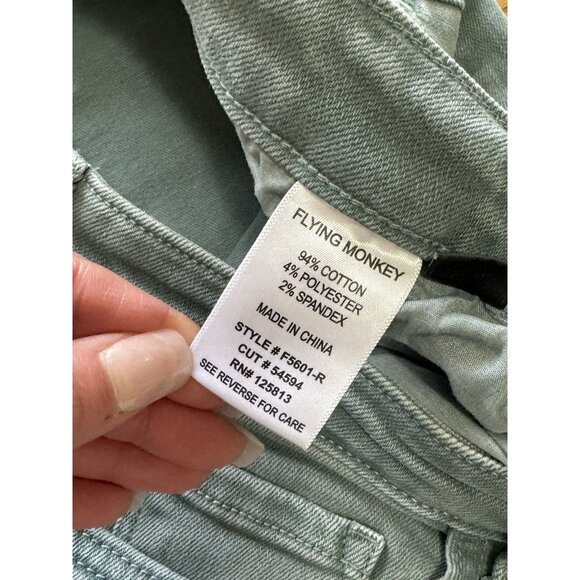 FLYING MONKEY
94% COTTON
4% POLYESTER
2% SPANDEX
MADE IN CHINA
STYLE # F5601-R
CUT # 54594
RN# 125813
SEE REVERSE FOR CARE